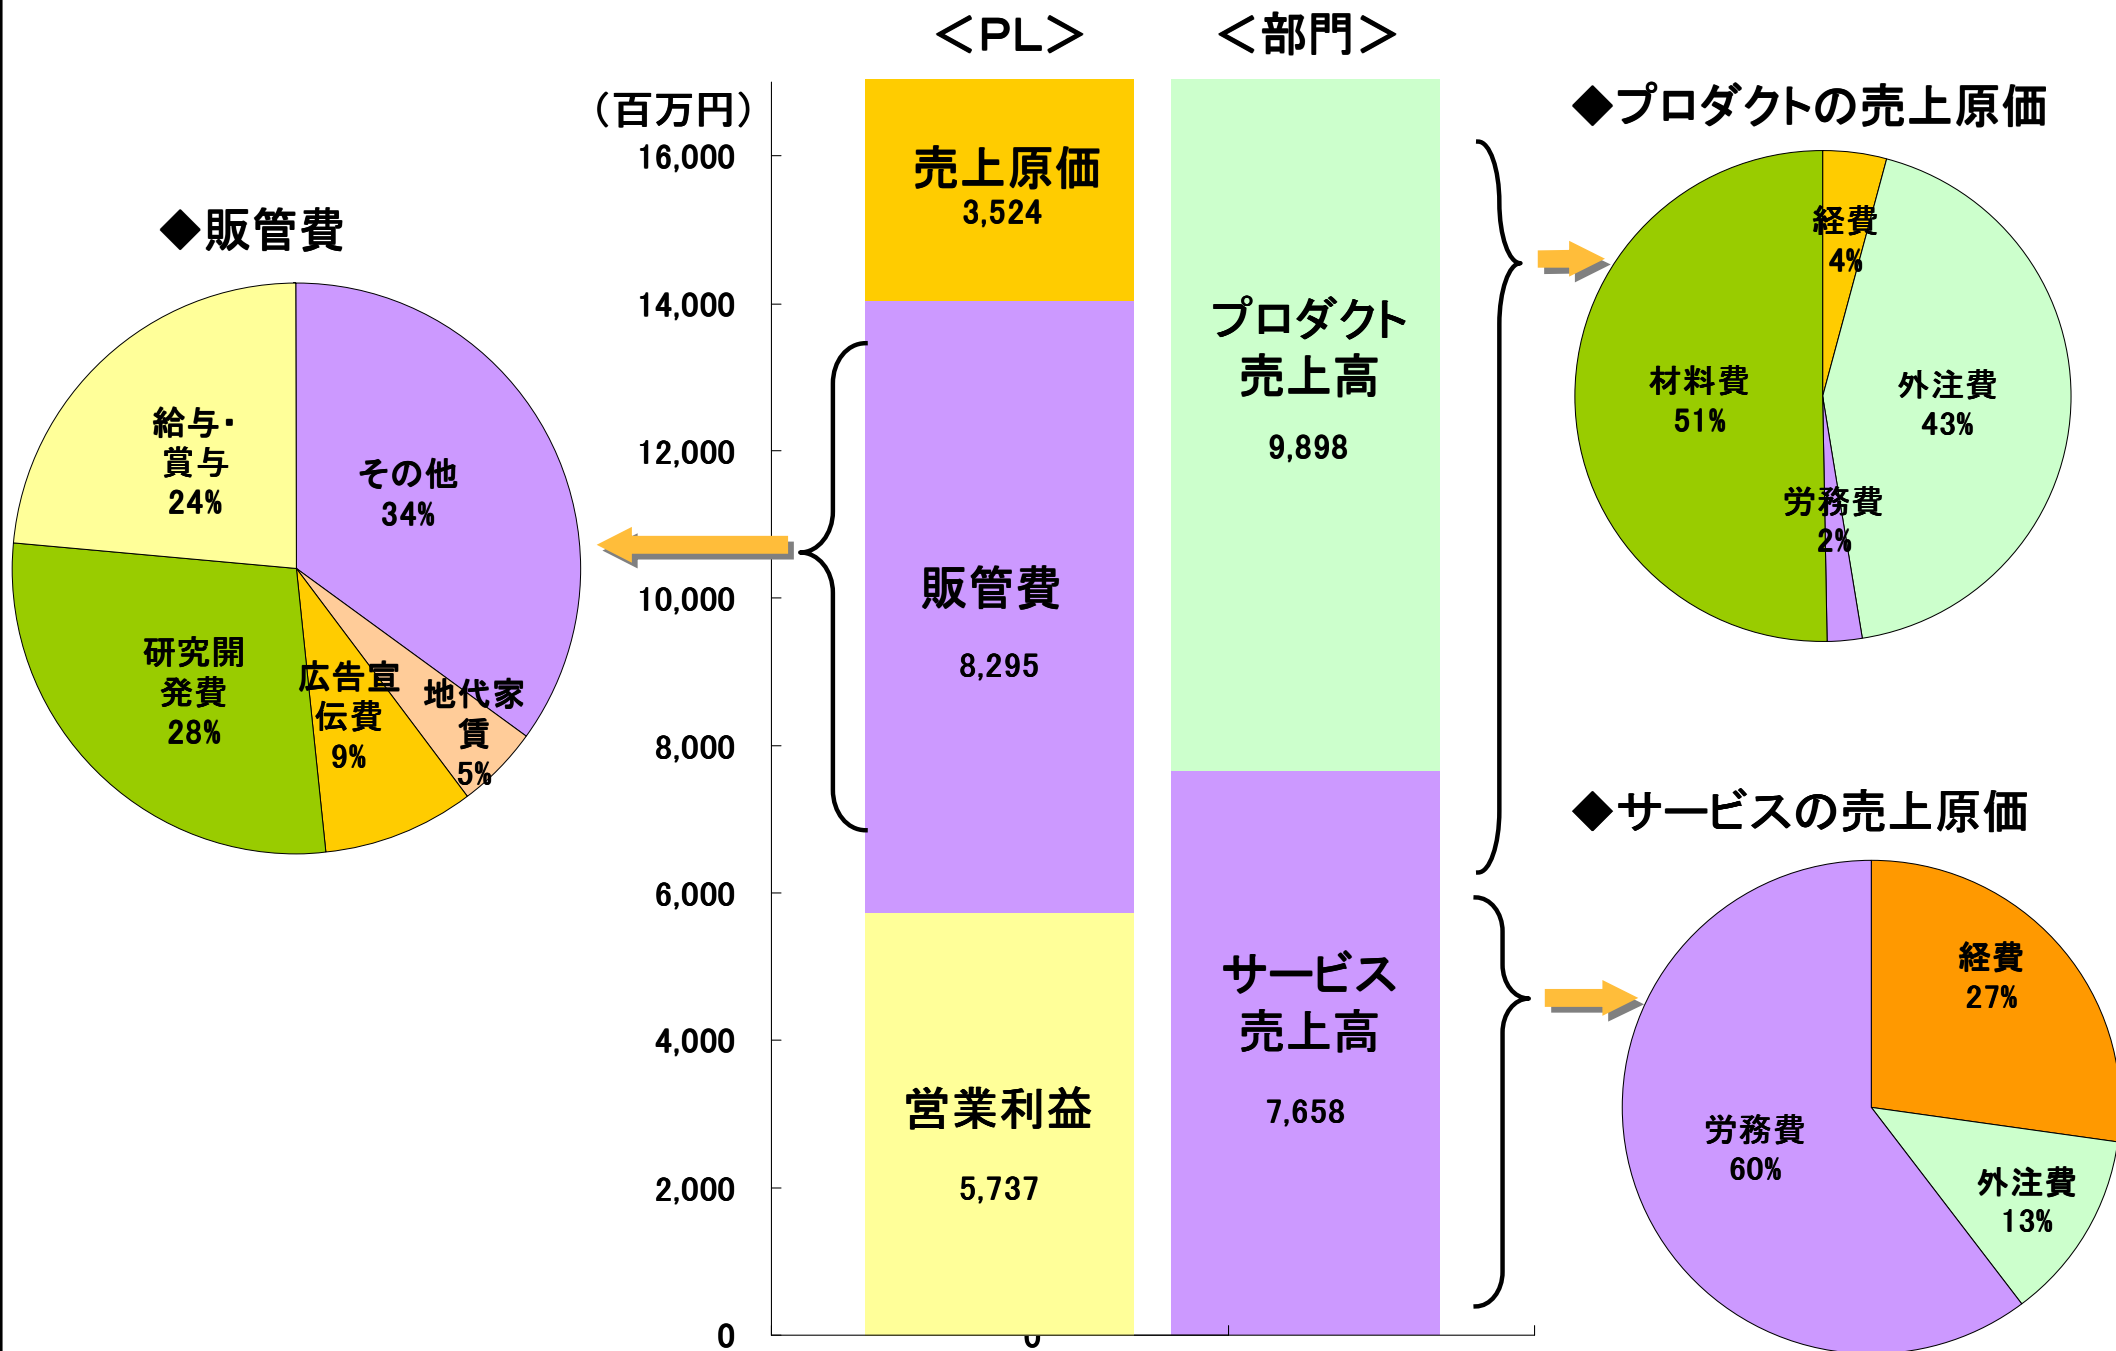 ＜PL＞
＜部門＞
（百万円）
16,000
14,000
12,000
10,000
8,000
6,000
4,000
2,000
0
売上原価
3,524
販管費
8,295
営業利益
5,737
0
プロダクト
売上高
9,898
サービス
売上高
7,658
◆販管費
その他
34%
地代家
賃
5%
広告宣
伝費
9%
研究開
発費
28%
給与・
賞与
24%
◆プロダクトの売上原価
経費
4%
外注費
43%
労務費
2%
材料費
51%
◆サービスの売上原価
経費
27%
外注費
13%
労務費
60%